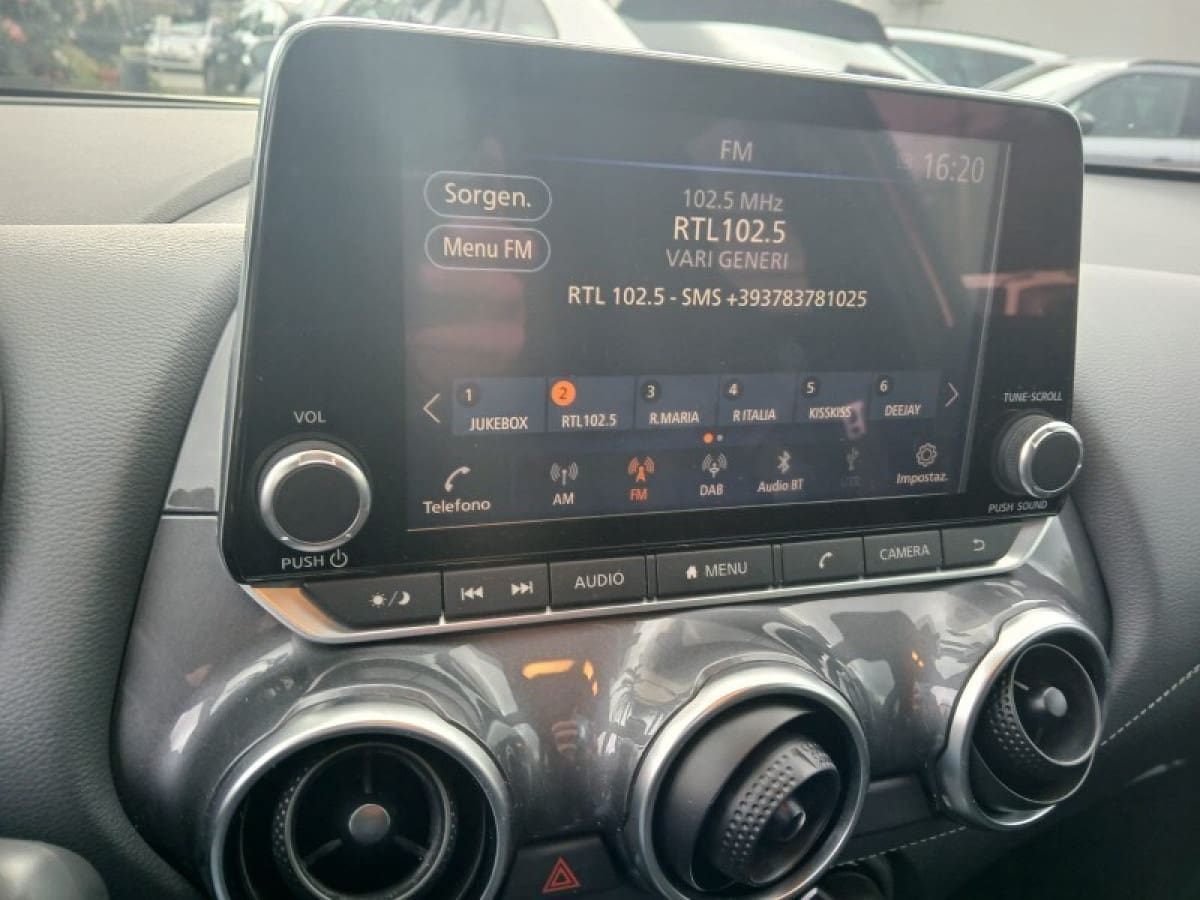 FM
16:20
Sorgen.
102.5 MHz
RTL102.5
Menu FM
VARI GENERI
RTL 102.5 - SMS +393783781025
1 JUKEBOX
2 RTL102.5
3 R.MARIA
4 R ITALIA
5 KISSKISS
6 DEEJAY
VOL
TUNE·SCROLL
Telefono
AM
FM
DAB
Audio BT
USB
Impostaz.
PUSH
PUSH SOUND
AUDIO
MENU
CAMERA